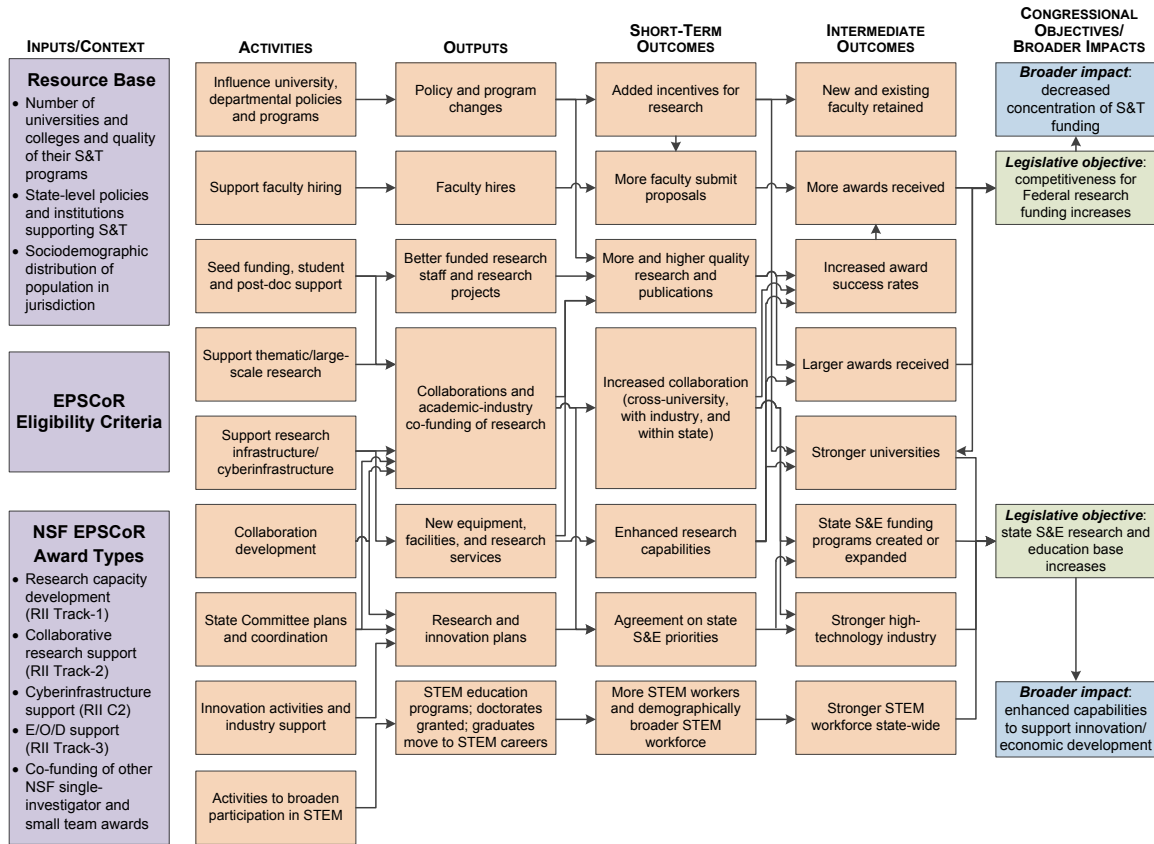 INPUTS/CONTEXT
Resource Base
• Number of
universities and
colleges and quality
of their S&T
programs
• State-level policies
and institutions
supporting S&T
• Sociodemographic
distribution of
population in
jurisdiction
EPSCoR
Eligibility Criteria
NSF EPSCoR
Award Types
• Research capacity
development
(RII Track-1)
• Collaborative
research support
(RII Track-2)
• Cyberinfrastructure
support (RII C2)
• E/O/D support
(RII Track-3)
• Co-funding of other
NSF single-
investigator and
small team awards
ACTIVITIES
Influence university,
departmental policies
and programs
Support faculty hiring
Seed funding, student
and post-doc support
Support thematic/large-
scale research
Support research
infrastructure/
cyberinfrastructure
Collaboration
development
State Committee plans
and coordination
Innovation activities and
industry support
Activities to broaden
participation in STEM
OUTPUTS
Policy and program
changes
Faculty hires
Better funded research
staff and research
projects
Collaborations and
academic-industry
co-funding of research
New equipment,
facilities, and research
services
Research and
innovation plans
STEM education
programs; doctorates
granted; graduates
move to STEM careers
SHORT-TERM
OUTCOMES
Added incentives for
research
More faculty submit
proposals
More and higher quality
research and
publications
Increased collaboration
(cross-university,
with industry, and
within state)
Enhanced research
capabilities
Agreement on state
S&E priorities
More STEM workers
and demographically
broader STEM
workforce
INTERMEDIATE
OUTCOMES
New and existing
faculty retained
More awards received
Increased award
success rates
Larger awards received
Stronger universities
State S&E funding
programs created or
expanded
Stronger high-
technology industry
Stronger STEM
workforce state-wide
CONGRESSIONAL
OBJECTIVES/
BROADER IMPACTS
Broader impact:
decreased
concentration of S&T
funding
Legislative objective:
competitiveness for
Federal research
funding increases
Legislative objective:
state S&E research and
education base
increases
Broader impact:
enhanced capabilities
to support innovation/
economic development